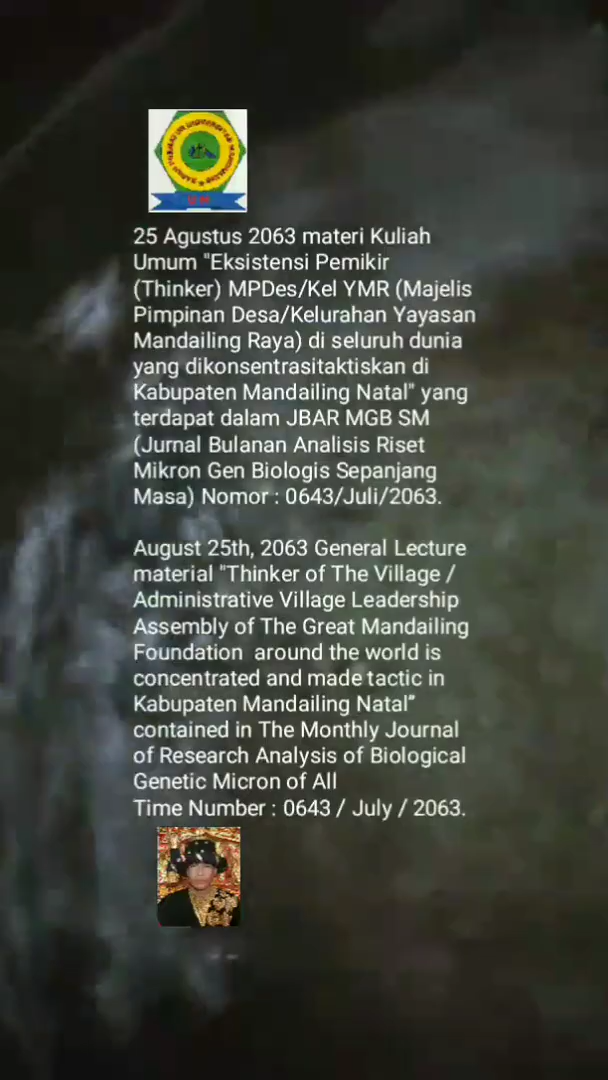 25 Agustus 2063 materi Kuliah
Umum "Eksistensi Pemikir
(Thinker) MPDes/Kel YMR (Majelis
Pimpinan Desa/Kelurahan Yayasan
Mandailing Raya) di seluruh dunia
yang dikonsentrasitaktiskan di
Kabupaten Mandailing Natal" yang
terdapat dalam JBAR MGB SM
(Jurnal Bulanan Analisis Riset
Mikron Gen Biologis Sepanjang
Masa) Nomor : 0643/Juli/2063.
August 25th, 2063 General Lecture
material "Thinker of The Village /
Administrative Village Leadership
Assembly of The Great Mandailing
Foundation around the world is
concentrated and made tactic in
Kabupaten Mandailing Natal”
contained in The Monthly Journal
of Research Analysis of Biological
Genetic Micron of All
Time Number : 0643 / July / 2063.